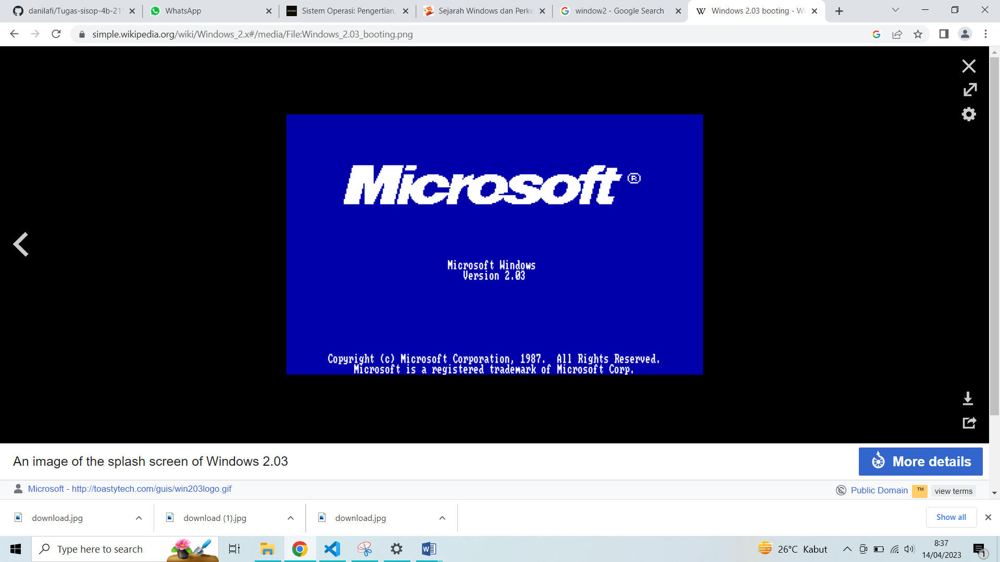 danilafi/Tugas-sisop-4b-211
WhatsApp
Sistem Operasi: Pengertian,
Sejarah Windows dan Perke
window2 - Google Search
Windows 2.03 booting - Wi
simple.wikipedia.org/wiki/Windows_2.x#/media/File:Windows_2.03_booting.png
Microsoft®
Microsoft Windows
Version 2.03
Copyright (c) Microsoft Corporation, 1987. All Rights Reserved.
Microsoft is a registered trademark of Microsoft Corp.
An image of the splash screen of Windows 2.03
More details
Microsoft - http://toastytech.com/guis/win203logo.gif
Public Domain
™
view terms
download.jpg
download (1).jpg
download.jpg
Show all
Type here to search
26°C Kabut
8:37
14/04/2023
1